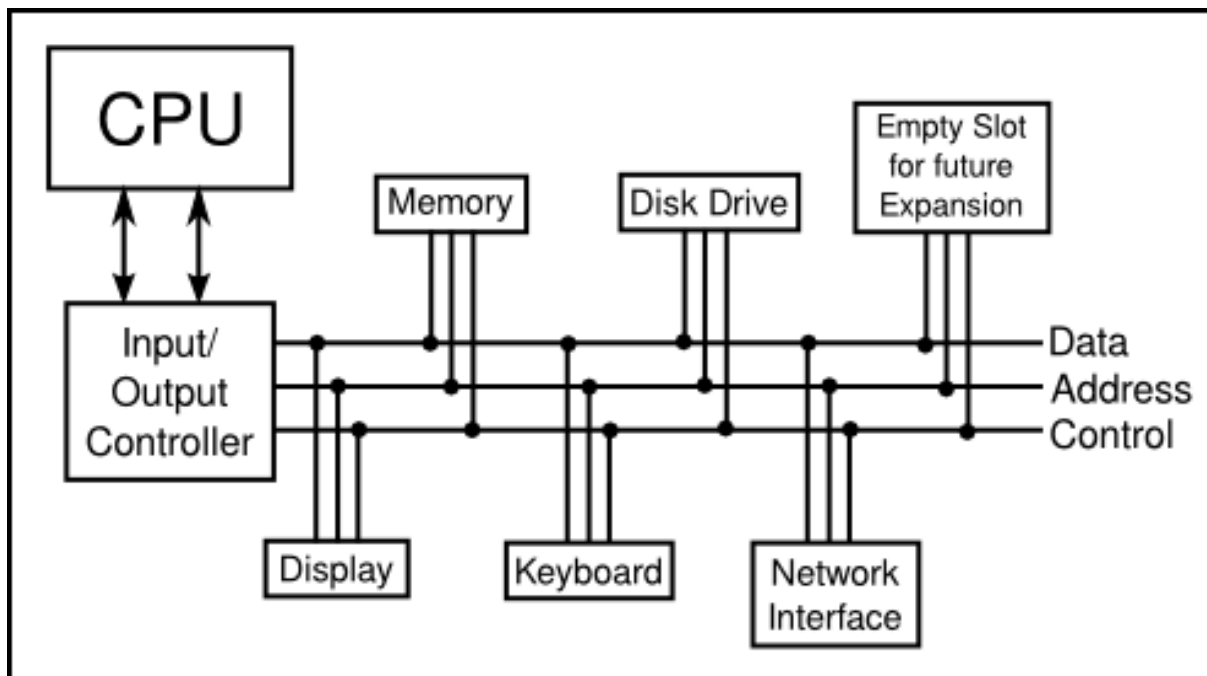 CPU
Empty Slot
for future
Expansion
Memory
Disk Drive
Input/
Output
Controller
Data
Address
Control
Display
Keyboard
Network
Interface